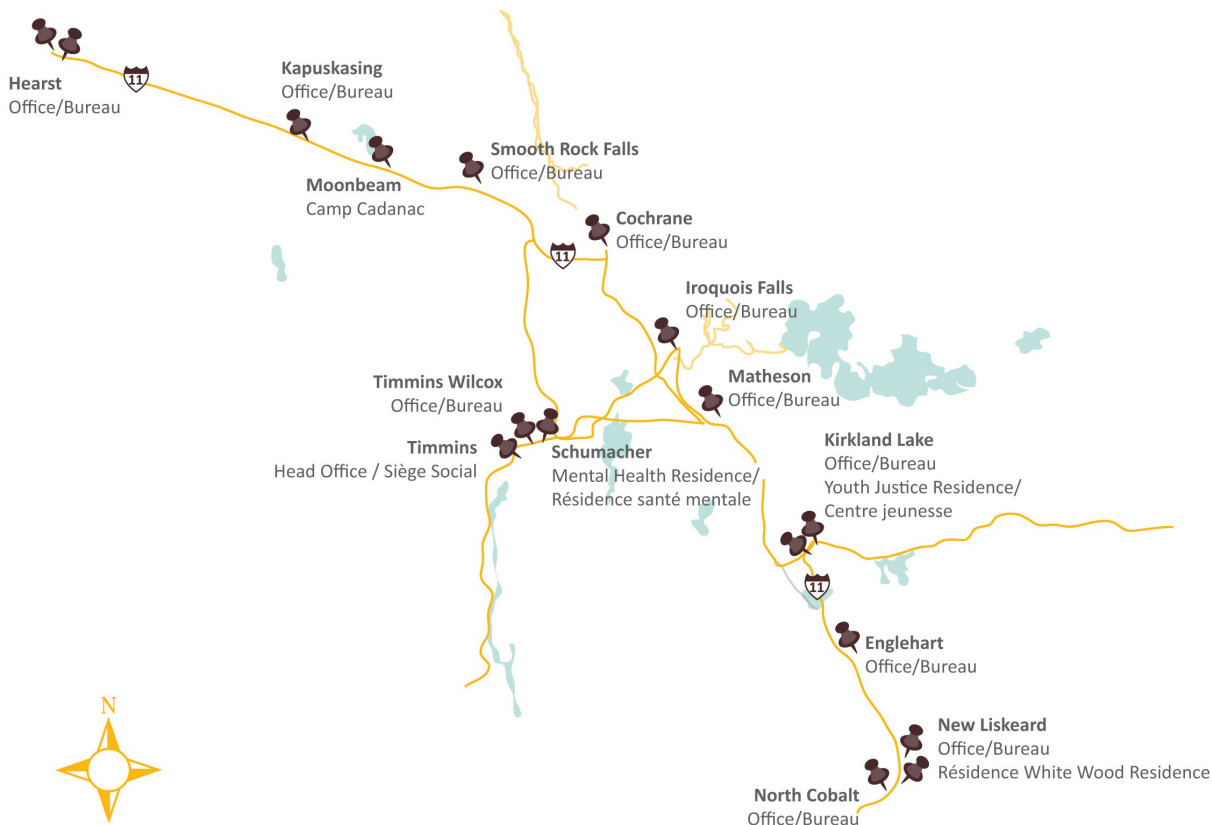 Hearst
Office/Bureau
11
Kapuskasing
Office/Bureau
Moonbeam
Camp Cadanac
Smooth Rock Falls
Office/Bureau
Cochrane
Office/Bureau
11
Iroquois Falls
Office/Bureau
Matheson
Office/Bureau
Timmins Wilcox
Office/Bureau
Timmins
Head Office / Siège Social
Schumacher
Mental Health Residence/
Résidence santé mentale
Kirkland Lake
Office/Bureau
Youth Justice Residence/
Centre jeunesse
11
Englehart
Office/Bureau
New Liskeard
Office/Bureau
Résidence White Wood Residence
North Cobalt
Office/Bureau
N